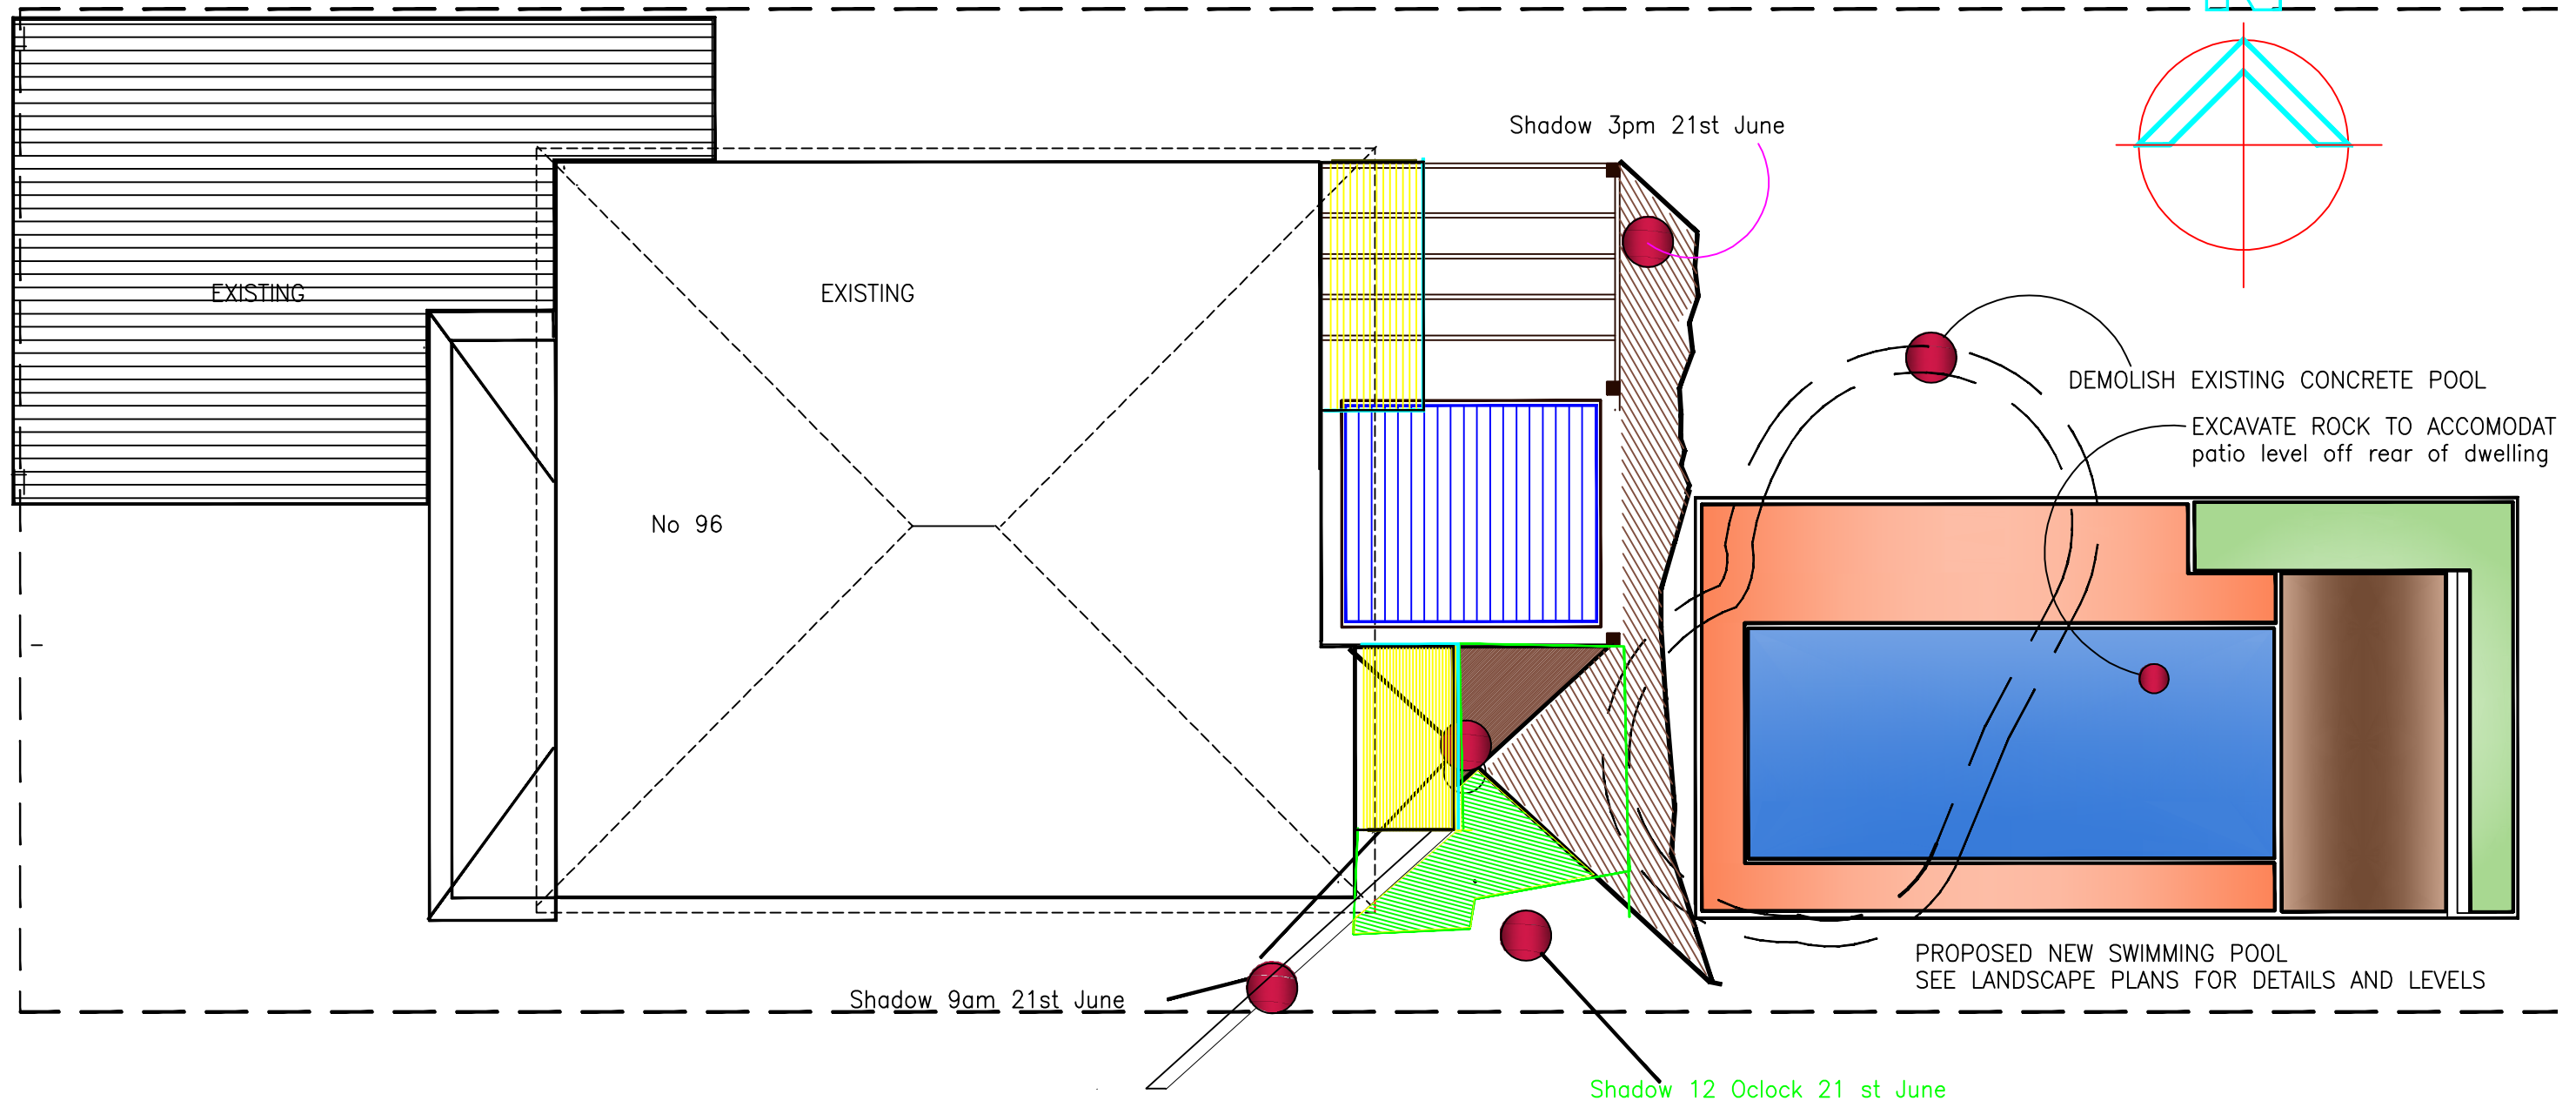 Shadow 3pm 21st June
EXISTING
EXISTING
DEMOLISH EXISTING CONCRETE POOL
EXCAVATE ROCK TO ACCOMODAT
patio level off rear of dwelling
No 96
PROPOSED NEW SWIMMING POOL
SEE LANDSCAPE PLANS FOR DETAILS AND LEVELS
Shadow 9am 21st June
Shadow 12 Oclock 21 st June